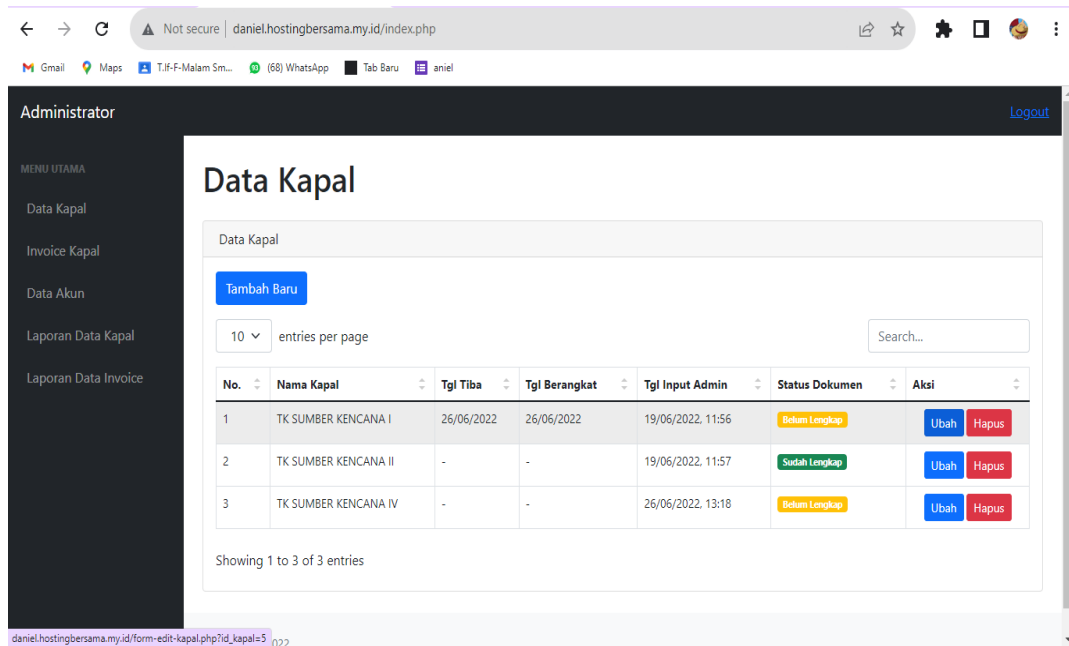 Not secure daniel.hostingbersama.my.id/index.php
Gmail Maps T.If-F-Malam Sm... (68) WhatsApp Tab Baru aniel
Administrator Logout
MENU UTAMA
Data Kapal
Invoice Kapal
Data Akun
Laporan Data Kapal
Laporan Data Invoice
Data Kapal
Data Kapal
Tambah Baru
10 entries per page Search...
No. Nama Kapal Tgl Tiba Tgl Berangkat Tgl Input Admin Status Dokumen Aksi
1 TK SUMBER KENCANA I 26/06/2022 26/06/2022 19/06/2022, 11:56 Belum Lengkap Ubah Hapus
2 TK SUMBER KENCANA II - - 19/06/2022, 11:57 Sudah Lengkap Ubah Hapus
3 TK SUMBER KENCANA IV - - 26/06/2022, 13:18 Belum Lengkap Ubah Hapus
Showing 1 to 3 of 3 entries
daniel.hostingbersama.my.id/form-edit-kapal.php?id_kapal=5